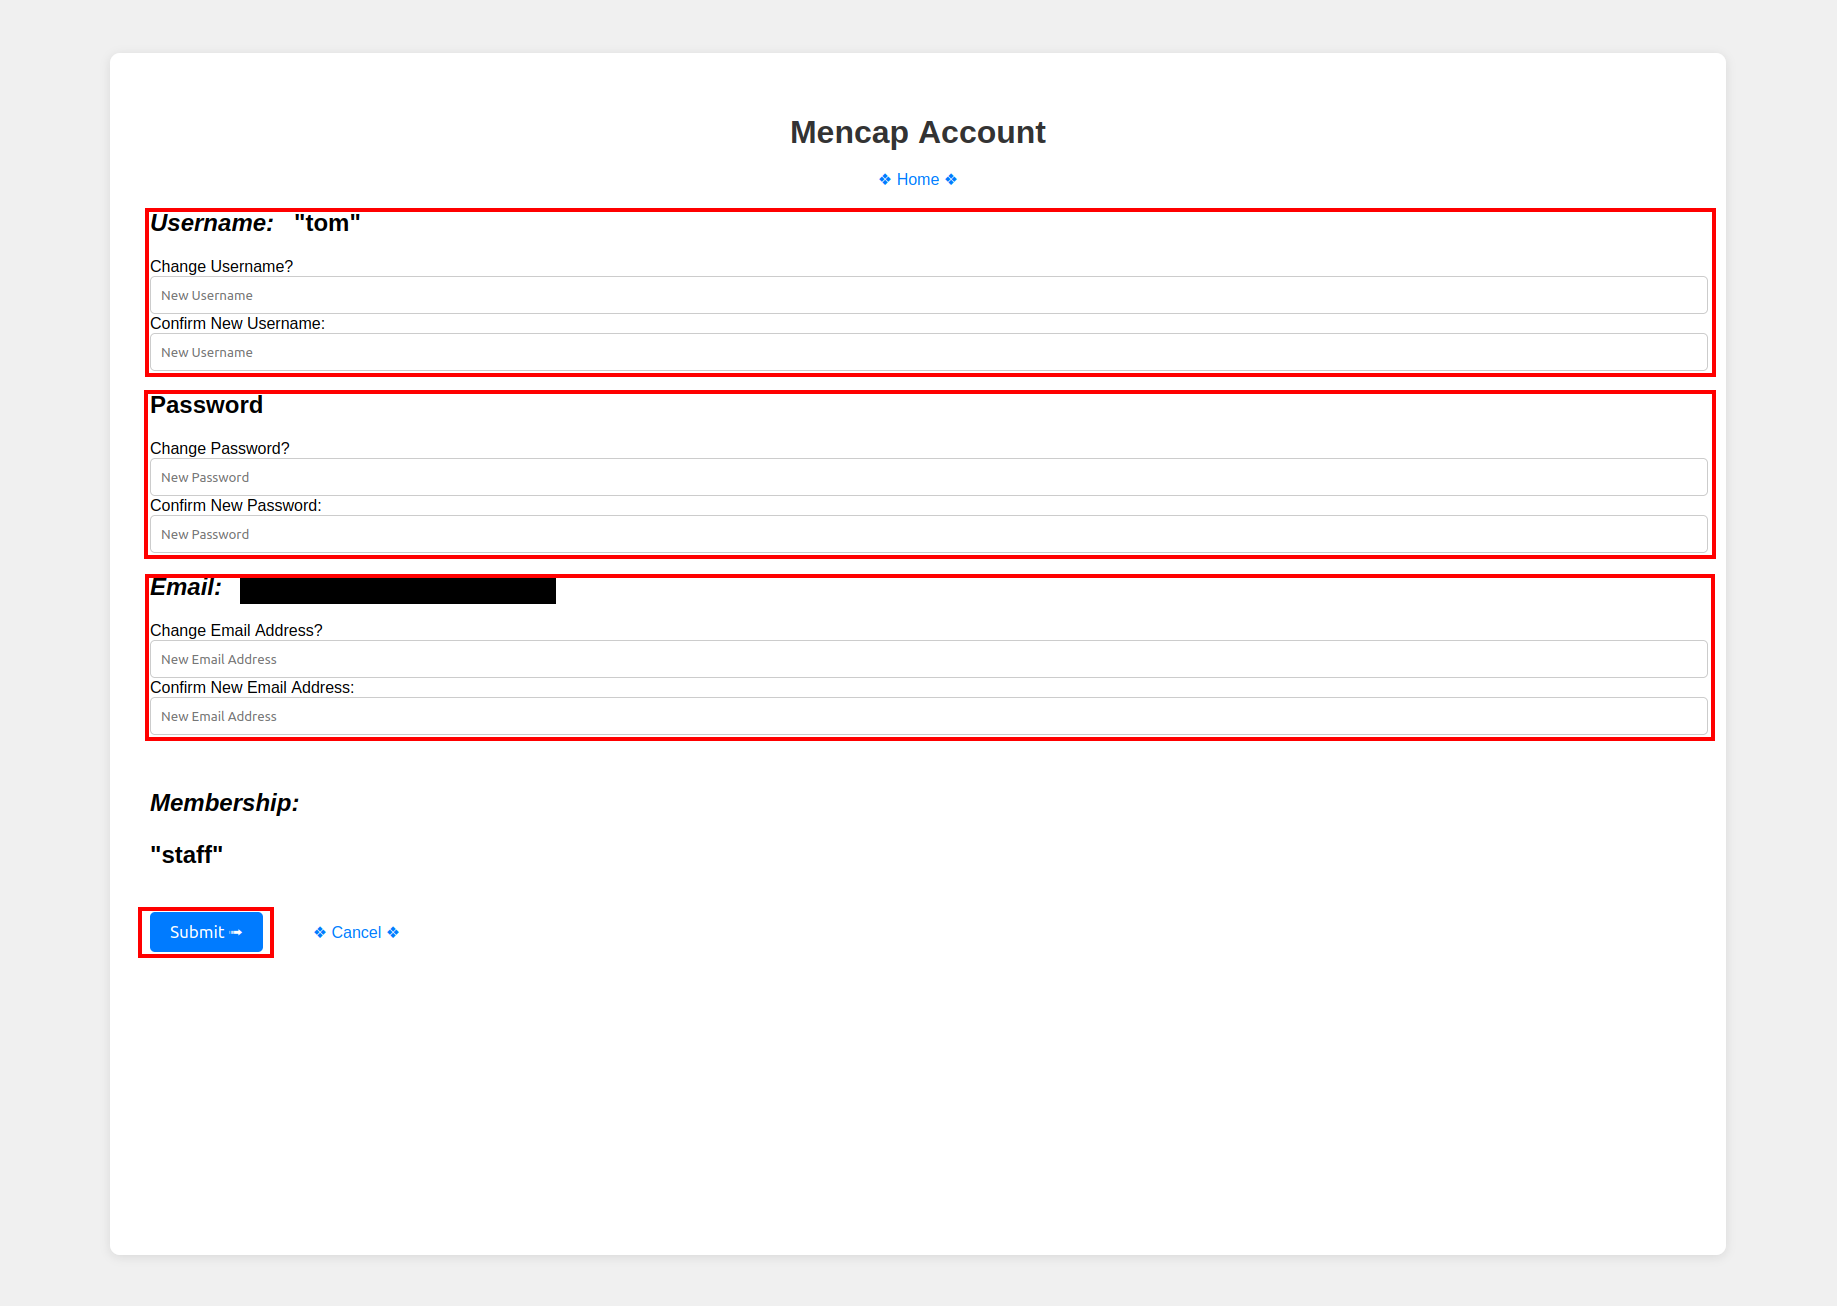 Mencap Account
❖ Home ❖
Username: "tom"
Change Username?
New Username
Confirm New Username:
New Username
Password
Change Password?
New Password
Confirm New Password:
New Password
Email:
Change Email Address?
New Email Address
Confirm New Email Address:
New Email Address
Membership:
"staff"
Submit ➟ ❖ Cancel ❖